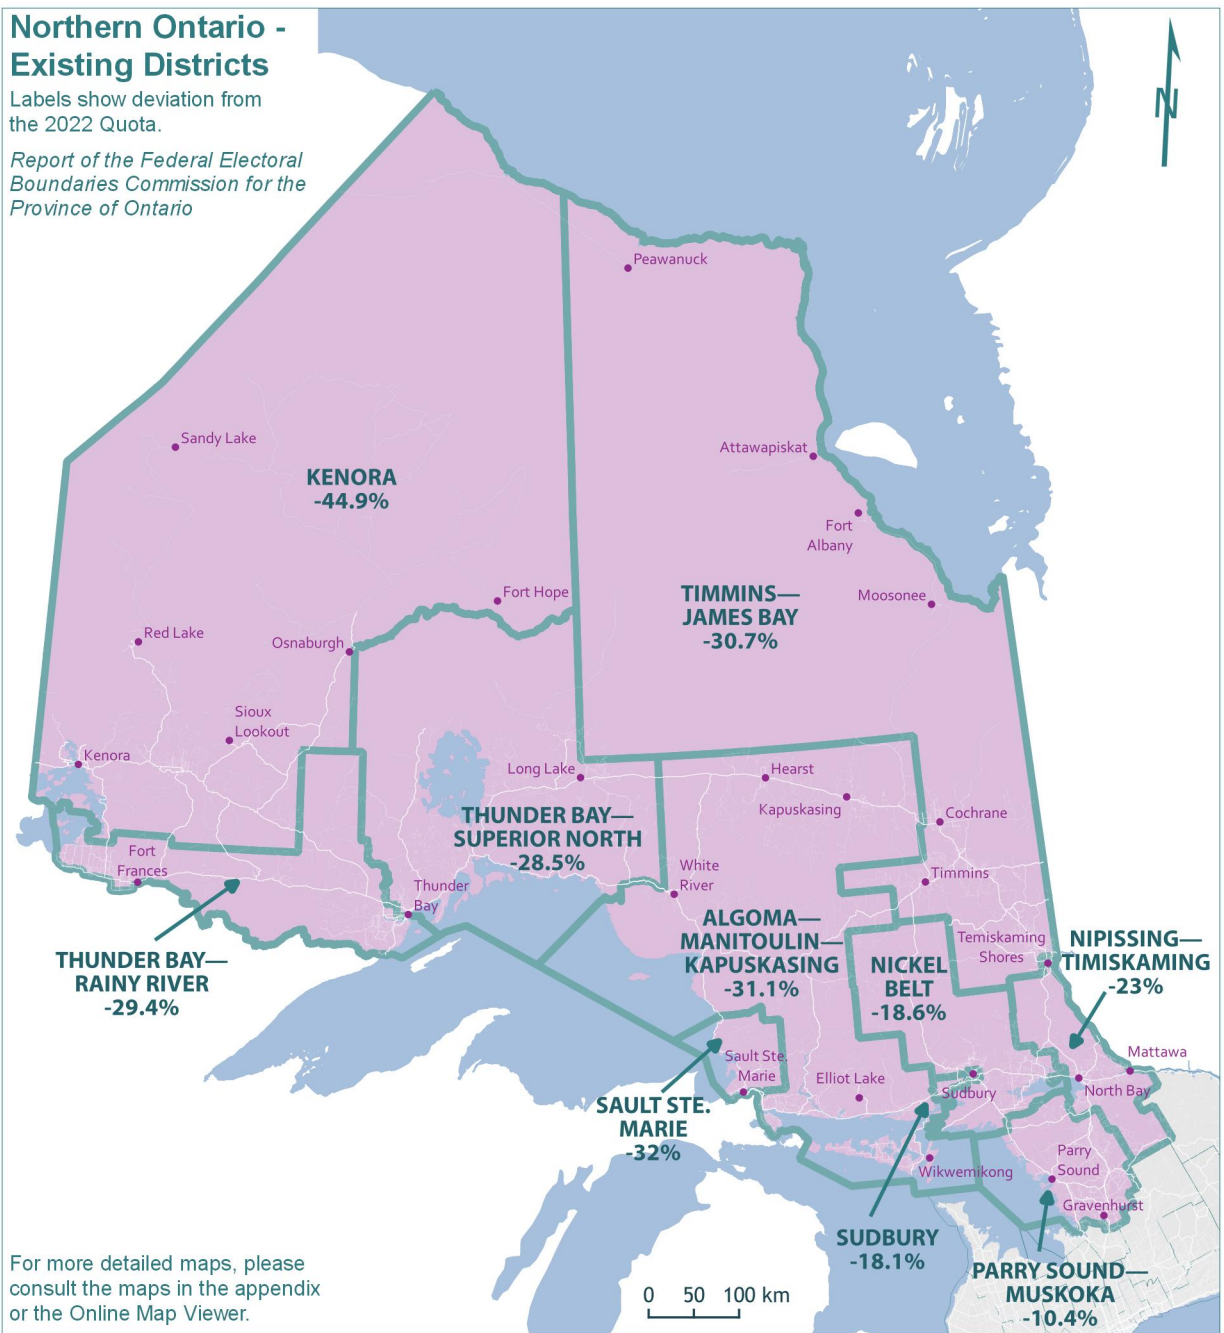 Northern Ontario -
Existing Districts
Labels show deviation from
the 2022 Quota.
Report of the Federal Electoral
Boundaries Commission for the
Province of Ontario
N
Peawanuck
Sandy Lake
Attawapiskat
KENORA
-44.9%
Fort
Albany
Fort Hope
TIMMINS—
JAMES BAY
-30.7%
Moosonee
Red Lake
Osnaburgh
Sioux
Lookout
Kenora
Long Lake
Hearst
Kapuskasing
Cochrane
THUNDER BAY—
SUPERIOR NORTH
-28.5%
Fort
Frances
White
River
Timmins
Thunder
Bay
ALGOMA—
MANITOULIN—
KAPUSKASING
-31.1%
Temiskaming
Shores
NIPISSING—
TIMISKAMING
-23%
THUNDER BAY—
RAINY RIVER
-29.4%
NICKEL
BELT
-18.6%
Sault Ste.
Marie
Mattawa
Elliot Lake
Sudbury
North Bay
SAULT STE.
MARIE
-32%
Wikwemikong
Parry
Sound
Gravenhurst
SUDBURY
-18.1%
PARRY SOUND—
MUSKOKA
-10.4%
For more detailed maps, please
consult the maps in the appendix
or the Online Map Viewer.
0 50 100 km